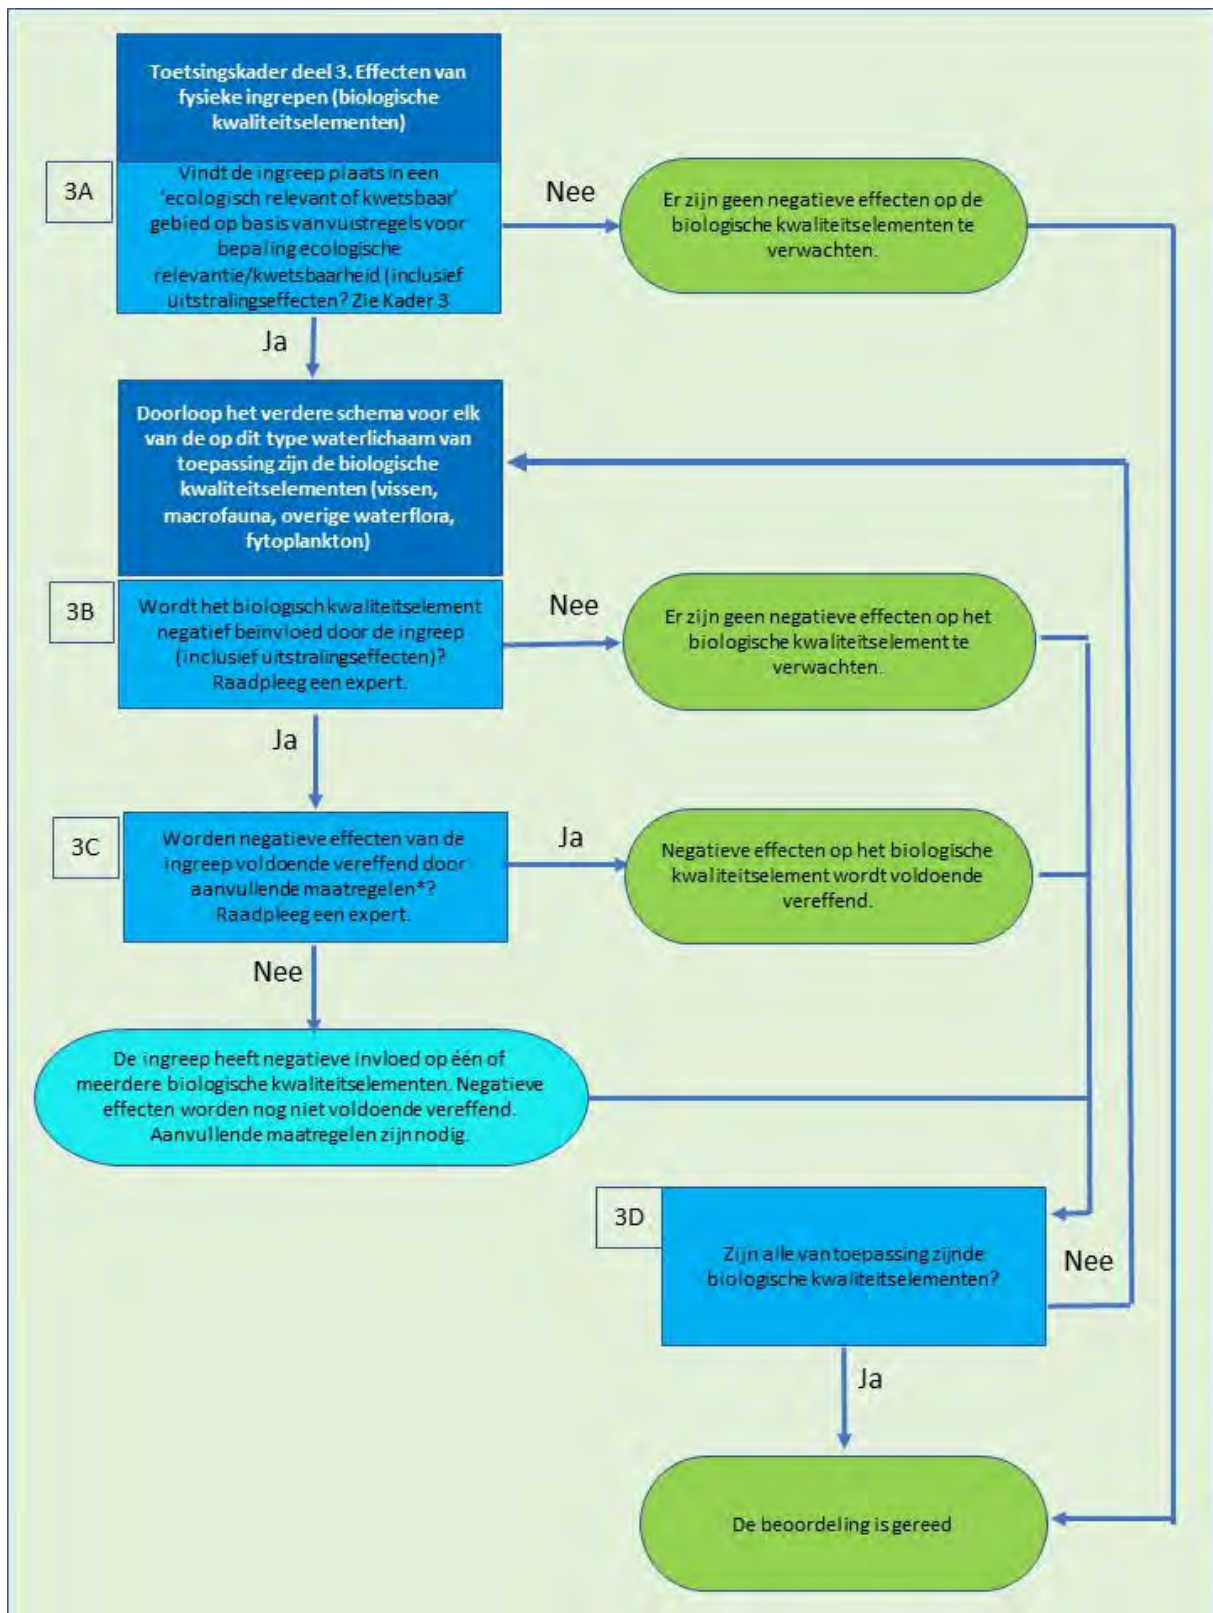 Toetsingskader deel 3. Effecten van
fysieke ingrepen (biologische
kwaliteitselementen)
3A
Vindt de ingreep plaats in een
'ecologisch relevant of kwetsbaar'
gebied op basis van vuistregels voor
bepaling ecologische
relevantie/kwetsbaarheid (inclusief
uitstralingseffecten? Zie Kader 3
Nee
Er zijn geen negatieve effecten op de
biologische kwaliteitselementen te
verwachten.
Ja
Doorloop het verdere schema voor elk
van de op dit type waterlichaam van
toepassing zijn de biologische
kwaliteitselementen (vissen,
macrofauna, overige waterflora,
fytoplankton)
3B
Wordt het biologisch kwaliteitselement
negatief beïnvloed door de ingreep
(inclusief uitstralingseffecten)?
Raadpleeg een expert.
Nee
Er zijn geen negatieve effecten op het
biologische kwaliteitselement te
verwachten.
Ja
3C
Worden negatieve effecten van de
ingreep voldoende vereffend door
aanvullende maatregelen*?
Raadpleeg een expert.
Ja
Negatieve effecten op het biologische
kwaliteitselement wordt voldoende
vereffend.
Nee
De ingreep heeft negatieve invloed op één of
meerdere biologische kwaliteitselementen. Negatieve
effecten worden nog niet voldoende vereffend.
Aanvullende maatregelen zijn nodig.
3D
Zijn alle van toepassing zijnde
biologische kwaliteitselementen?
Nee
Ja
De beoordeling is gereed